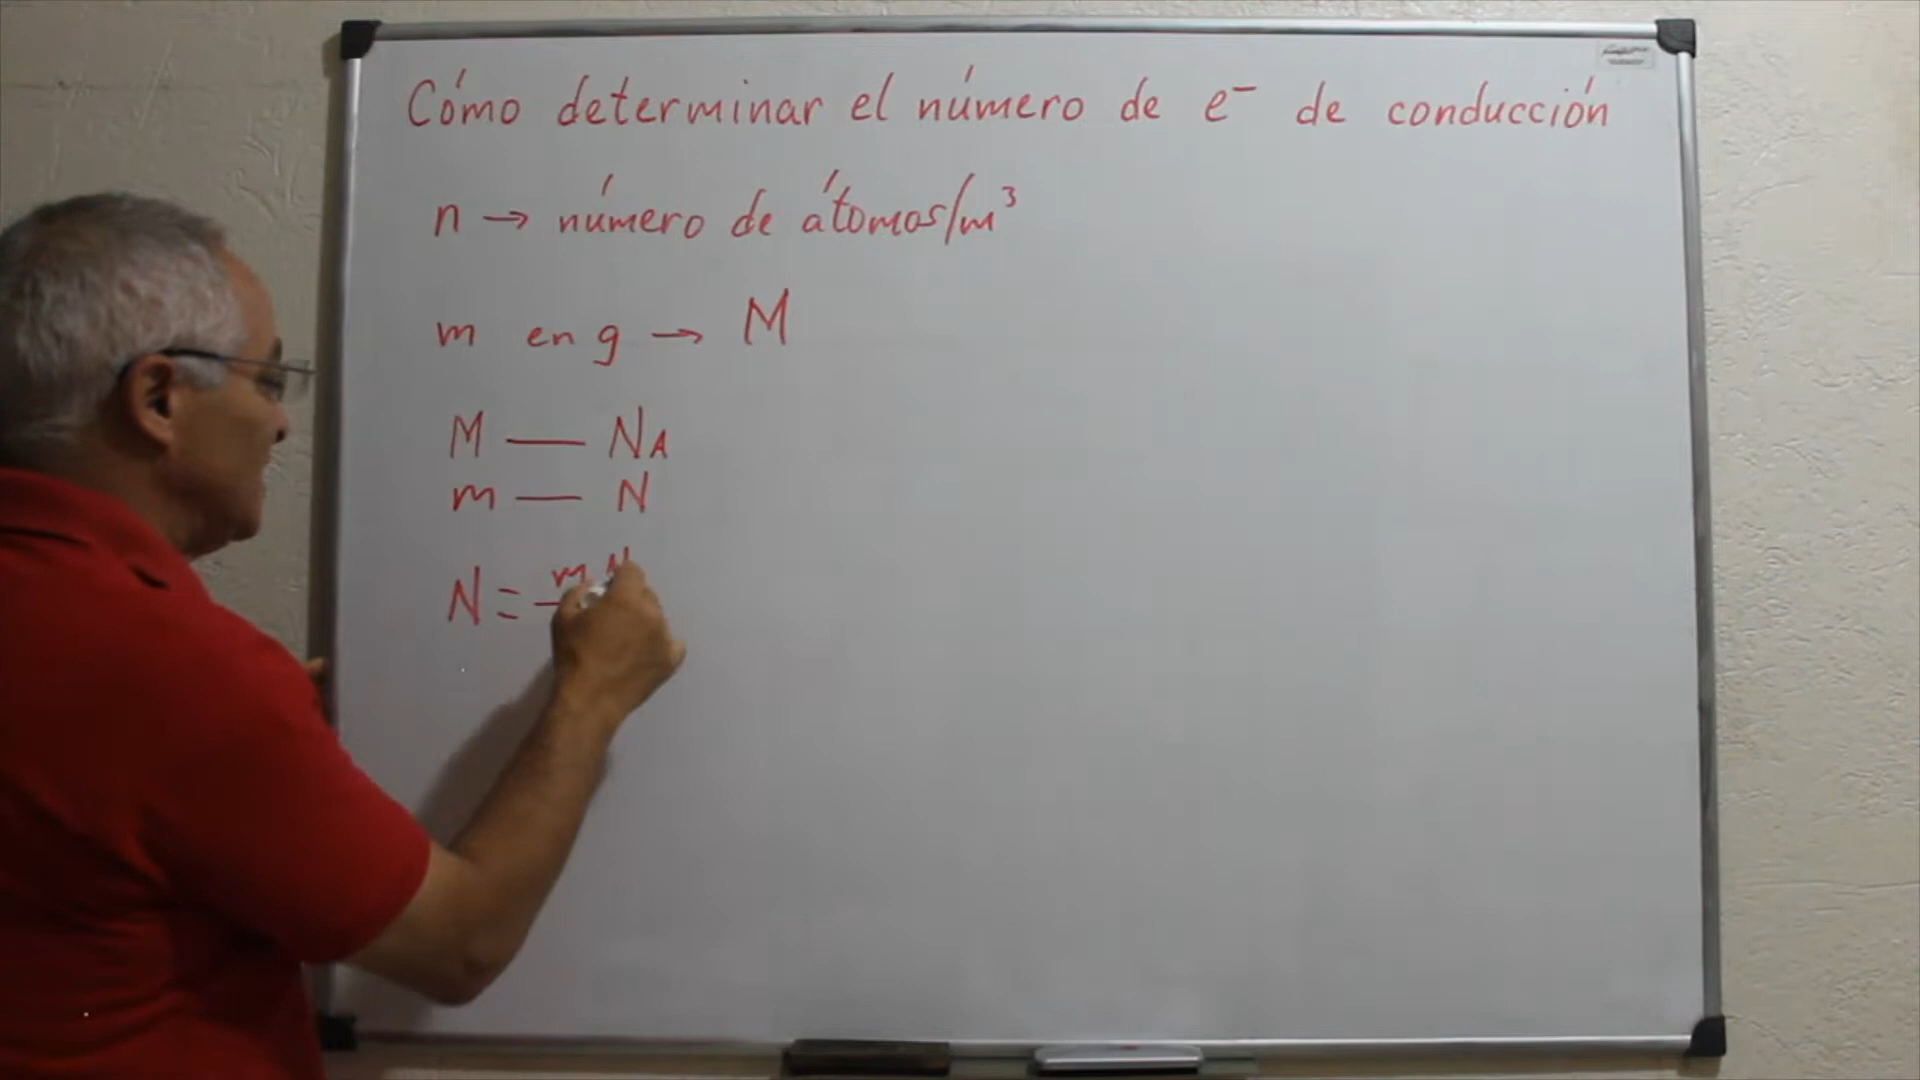 Cómo determinar el número de e⁻ de conducción
n → número de átomos/m³
m en g → M
M — NA
m — N
N = m N